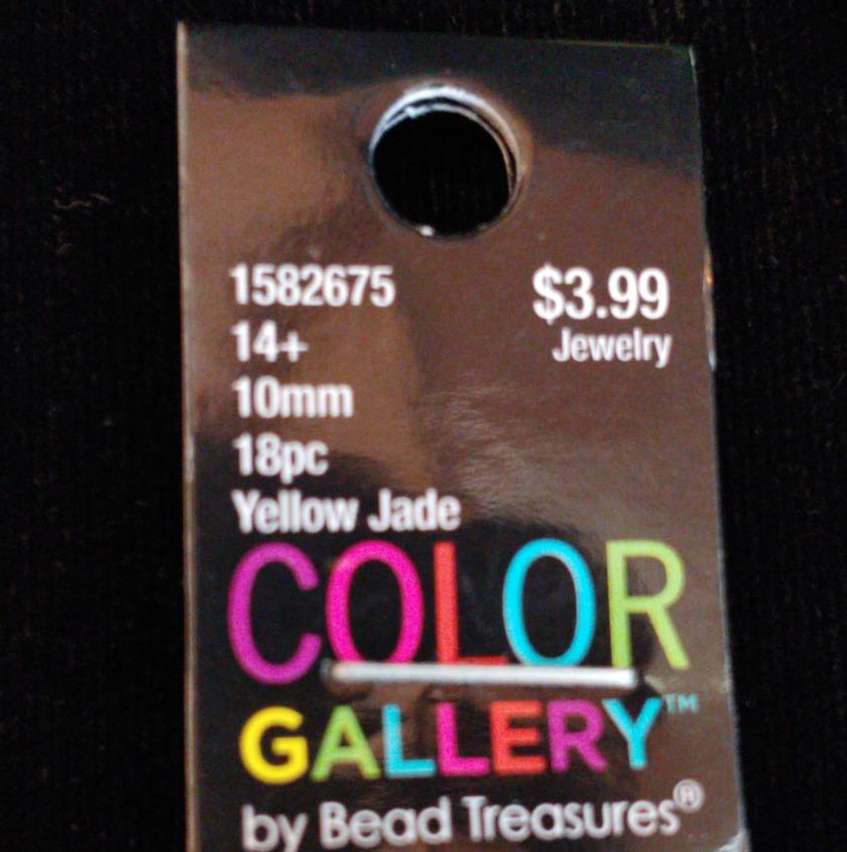 1582675
$3.99
14+
Jewelry
10mm
18pc
Yellow Jade
COLOR
GALLERY™
by Bead Treasures®